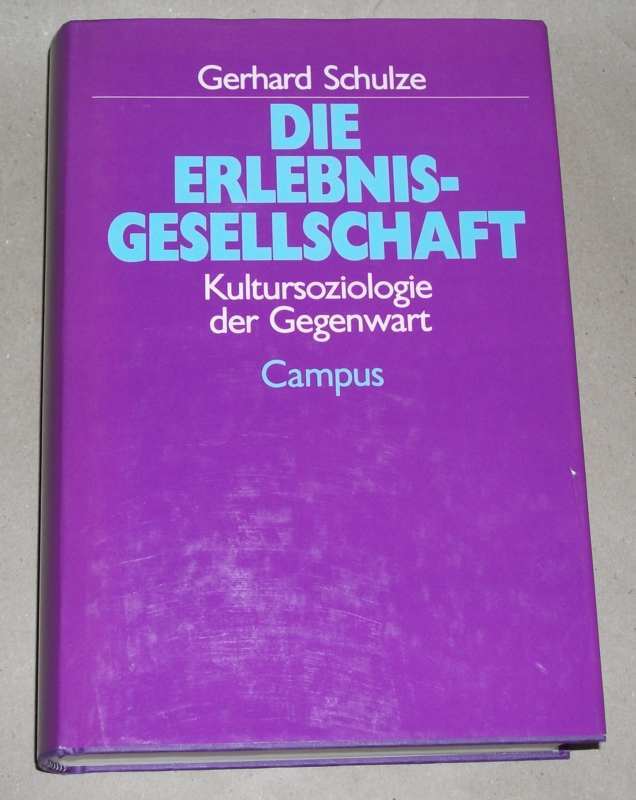 Gerhard Schulze
DIE
ERLEBNIS-
GESELLSCHAFT
Kultursoziologie
der Gegenwart
Campus